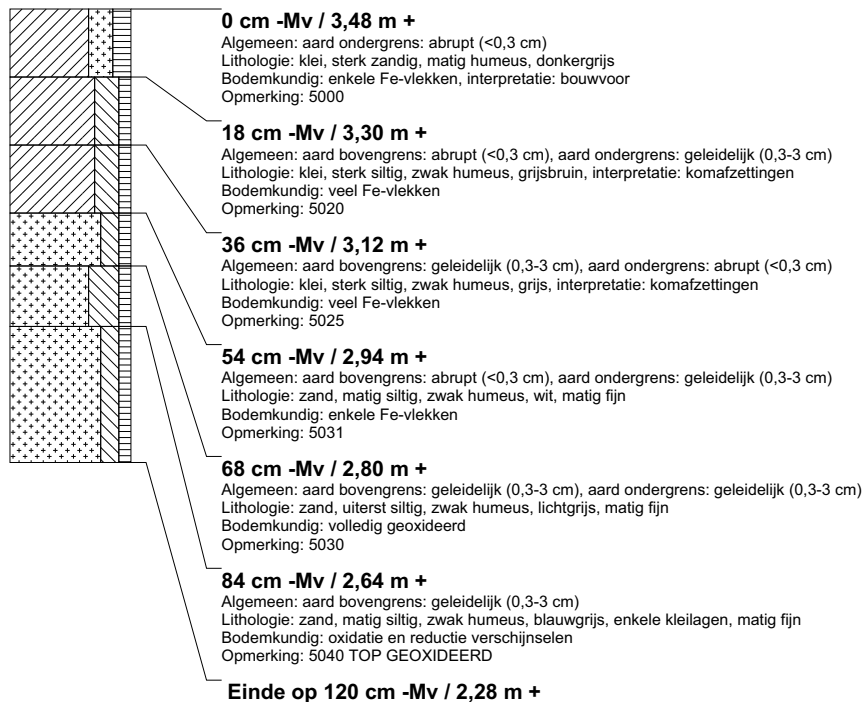 0 cm -Mv / 3,48 m +
Algemeen: aard ondergrens: abrupt (<0,3 cm)
Lithologie: klei, sterk zandig, matig humeus, donkergrijs
Bodemkundig: enkele Fe-vlekken, interpretatie: bouwvoor
Opmerking: 5000
18 cm -Mv / 3,30 m +
Algemeen: aard bovengrens: abrupt (<0,3 cm), aard ondergrens: geleidelijk (0,3-3 cm)
Lithologie: klei, sterk siltig, zwak humeus, grijsbruin, interpretatie: komafzettingen
Bodemkundig: veel Fe-vlekken
Opmerking: 5020
36 cm -Mv / 3,12 m +
Algemeen: aard bovengrens: geleidelijk (0,3-3 cm), aard ondergrens: abrupt (<0,3 cm)
Lithologie: klei, sterk siltig, zwak humeus, grijs, interpretatie: komafzettingen
Bodemkundig: veel Fe-vlekken
Opmerking: 5025
54 cm -Mv / 2,94 m +
Algemeen: aard bovengrens: abrupt (<0,3 cm), aard ondergrens: geleidelijk (0,3-3 cm)
Lithologie: zand, matig siltig, zwak humeus, wit, matig fijn
Bodemkundig: enkele Fe-vlekken
Opmerking: 5031
68 cm -Mv / 2,80 m +
Algemeen: aard bovengrens: geleidelijk (0,3-3 cm), aard ondergrens: geleidelijk (0,3-3 cm)
Lithologie: zand, uiterst siltig, zwak humeus, lichtgrijs, matig fijn
Bodemkundig: volledig geoxideerd
Opmerking: 5030
84 cm -Mv / 2,64 m +
Algemeen: aard bovengrens: geleidelijk (0,3-3 cm)
Lithologie: zand, matig siltig, zwak humeus, blauwgrijs, enkele kleilagen, matig fijn
Bodemkundig: oxidatie en reductie verschijnselen
Opmerking: 5040 TOP GEOXIDEERD
Einde op 120 cm -Mv / 2,28 m +